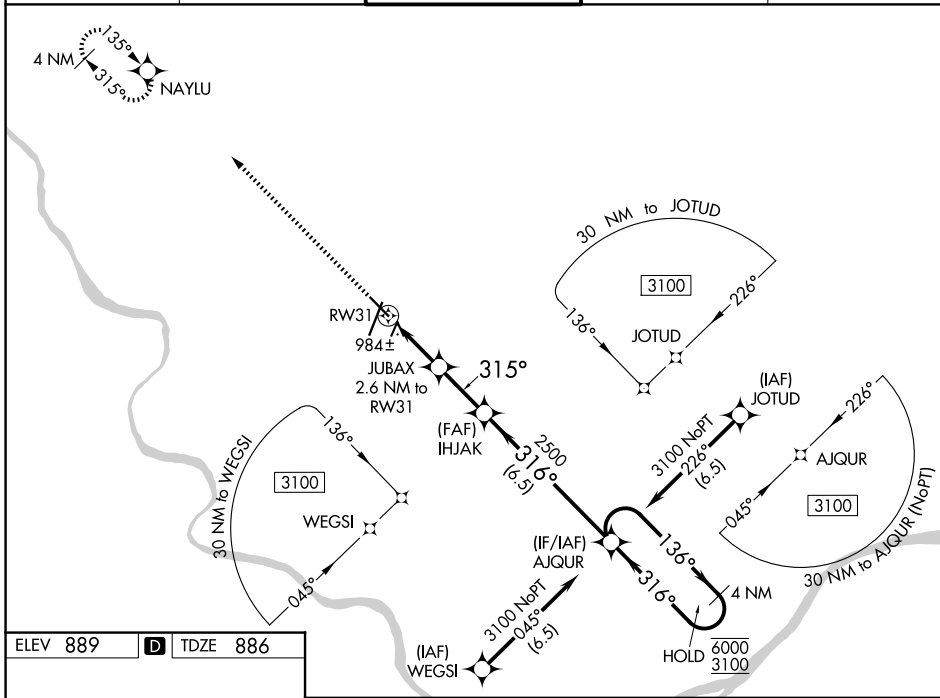 135°
4 NM
315°
NAYLU
30 NM to JOTUD
3100
136°
226°
JOTUD
RW31
984±
JUBAX
2.6 NM to
RW31
315°
(FAF)
IHJAK
2500
316°
(6.5)
(IAF)
JOTUD
3100 NoPT
226°
(6.5)
226°
AJQUR
3100
045°
30 NM to AJQUR (NoPT)
136°
3100
WEGSI
30 NM to WEGSI
045°
(IF/IAF)
AJQUR
136°
316°
4 NM
HOLD
6000
3100
3100 NoPT
045°
(6.5)
(IAF)
WEGSI
ELEV 889 D TDZE 886